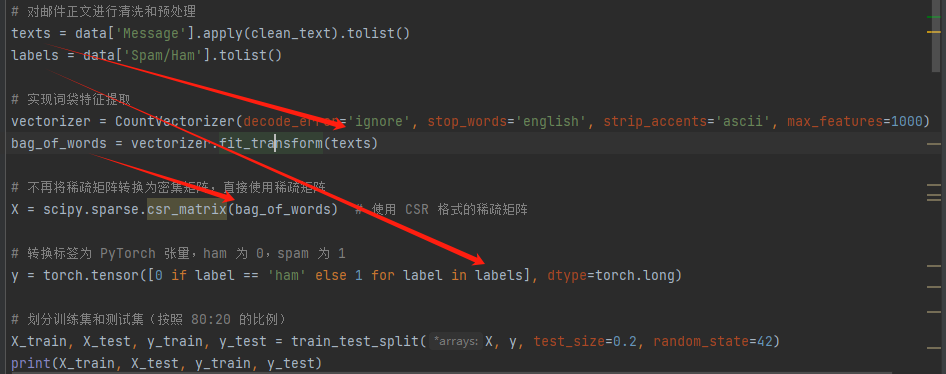 # 对邮件正文进行清洗和预处理
texts = data['Message'].apply(clean_text).tolist()
labels = data['Spam/Ham'].tolist()
# 实现词袋特征提取
vectorizer = CountVectorizer(decode_error='ignore', stop_words='english', strip_accents='ascii', max_features=1000)
bag_of_words = vectorizer.fit_transform(texts)
# 不再将稀疏矩阵转换为密集矩阵，直接使用稀疏矩阵
X = scipy.sparse.csr_matrix(bag_of_words)  # 使用 CSR 格式的稀疏矩阵
# 转换标签为 PyTorch 张量，ham 为 0，spam 为 1
y = torch.tensor([0 if label == 'ham' else 1 for label in labels], dtype=torch.long)
# 划分训练集和测试集（按照 80:20 的比例）
X_train, X_test, y_train, y_test = train_test_split( *arrays: X, y, test_size=0.2, random_state=42)
print(X_train, X_test, y_train, y_test)